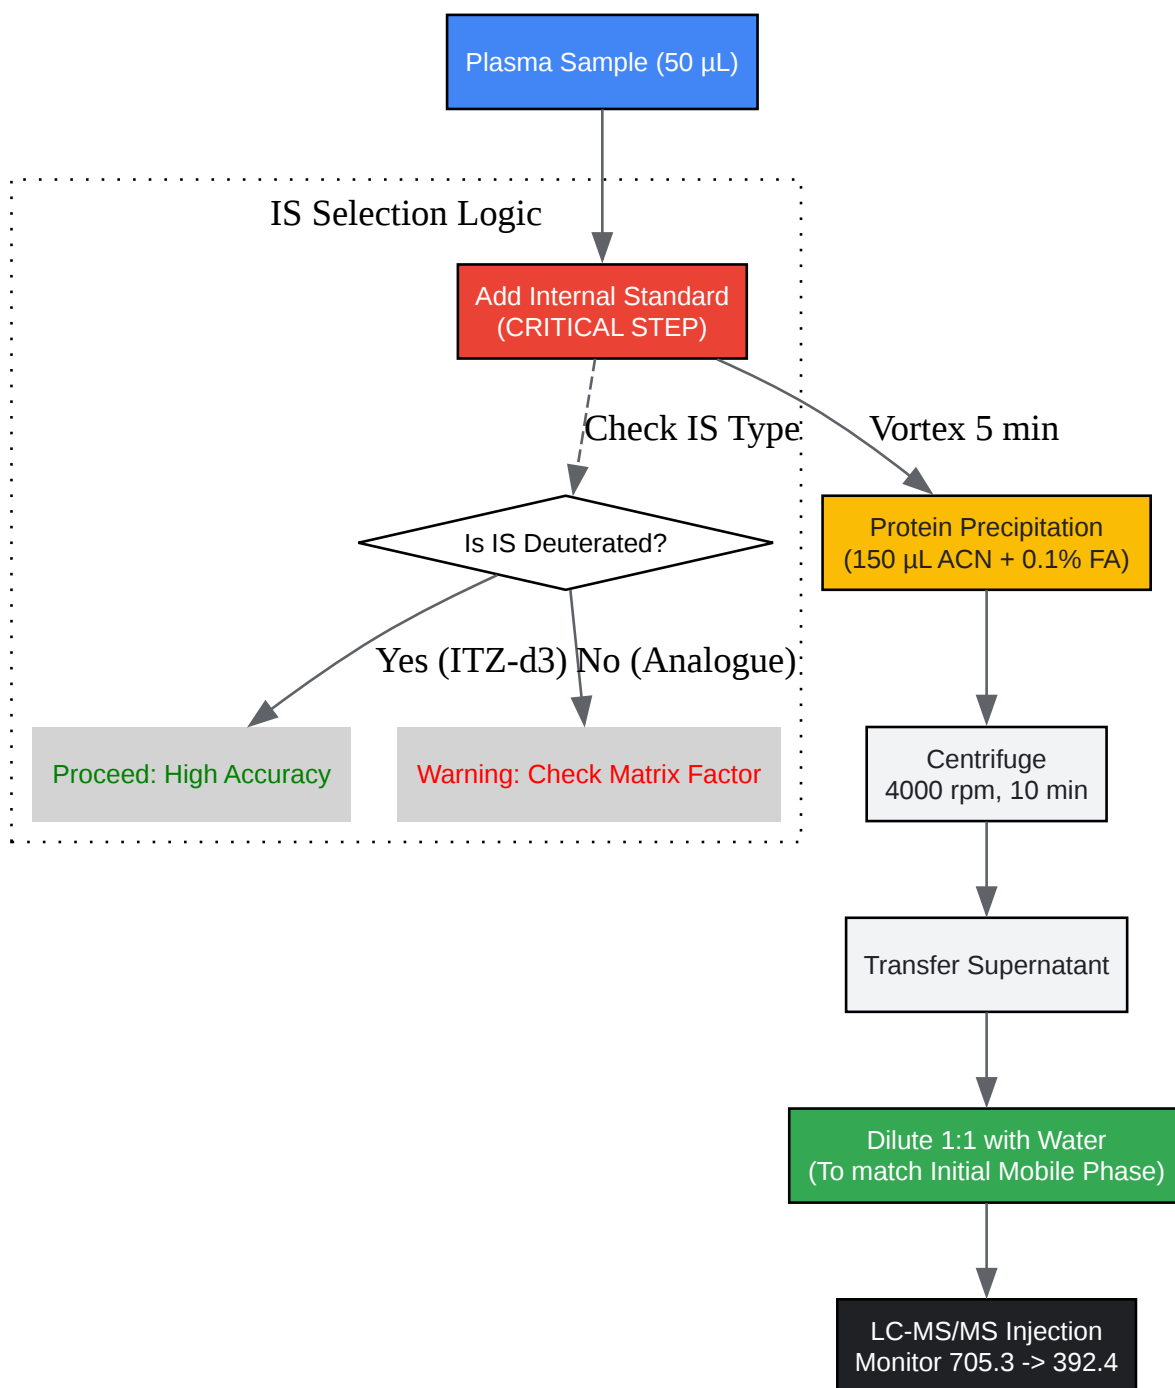 Plasma Sample (50 µL)
IS Selection Logic
Add Internal Standard
(CRITICAL STEP)
Check IS Type
Vortex 5 min
Is IS Deuterated?
Protein Precipitation
(150 µL ACN + 0.1% FA)
Yes (ITZ-d3)
No (Analogue)
Proceed: High Accuracy
Warning: Check Matrix Factor
Centrifuge
4000 rpm, 10 min
Transfer Supernatant
Dilute 1:1 with Water
(To match Initial Mobile Phase)
LC-MS/MS Injection
Monitor 705.3 -> 392.4